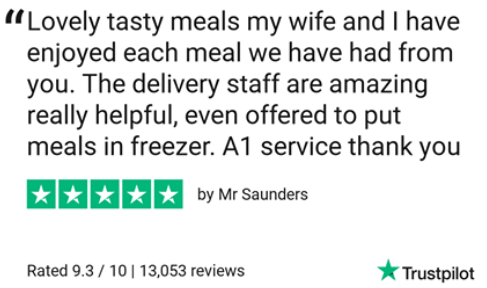 “Lovely tasty meals my wife and I have
enjoyed each meal we have had from
you. The delivery staff are amazing
really helpful, even offered to put
meals in freezer. A1 service thank you
by Mr Saunders
Rated 9.3 / 10 | 13,053 reviews
Trustpilot